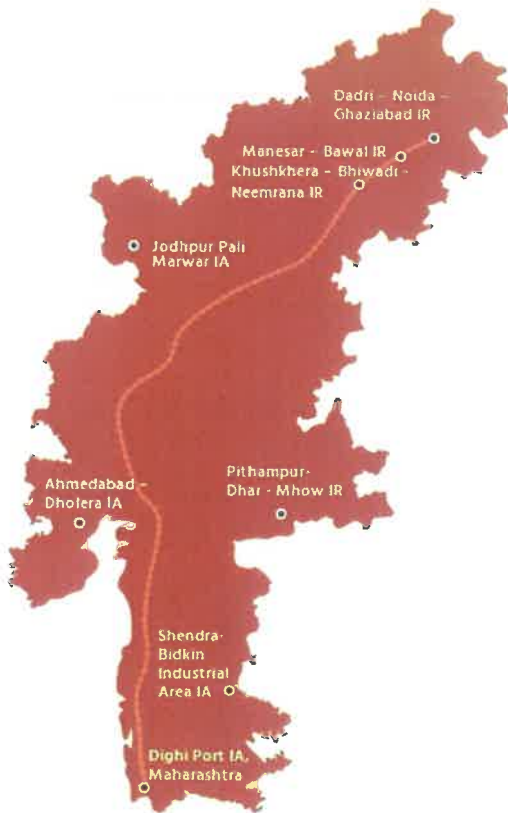 Dadri - Noida -
Ghaziabad IR
Manesar - Bawal IR
Khushkhera - Bhiwadi -
Neemrana IR
Jodhpur Pali
Marwar IA
Ahmedabad -
Dholera IA
Pithampur-
Dhar - Mhow IR
Shendra-
Bidkin
Industrial
Area IA
Dighi Port IA,
Maharashtra